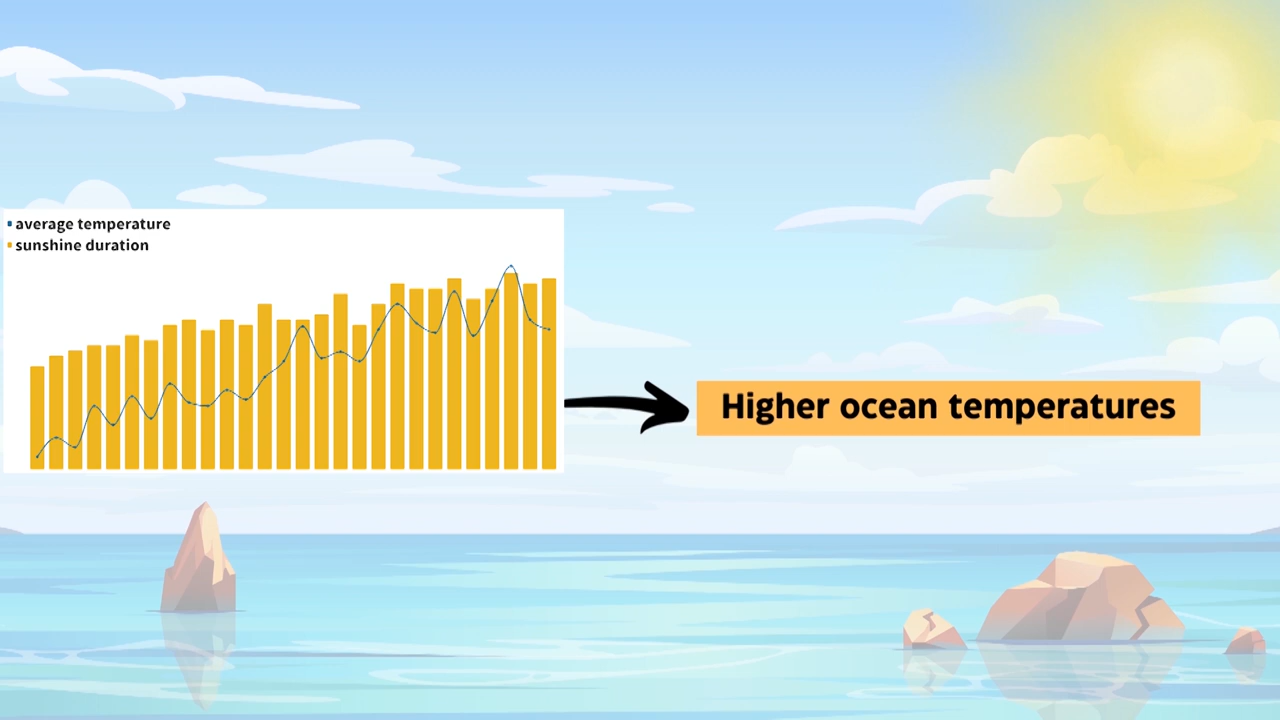 average temperature
sunshine duration
Higher ocean temperatures